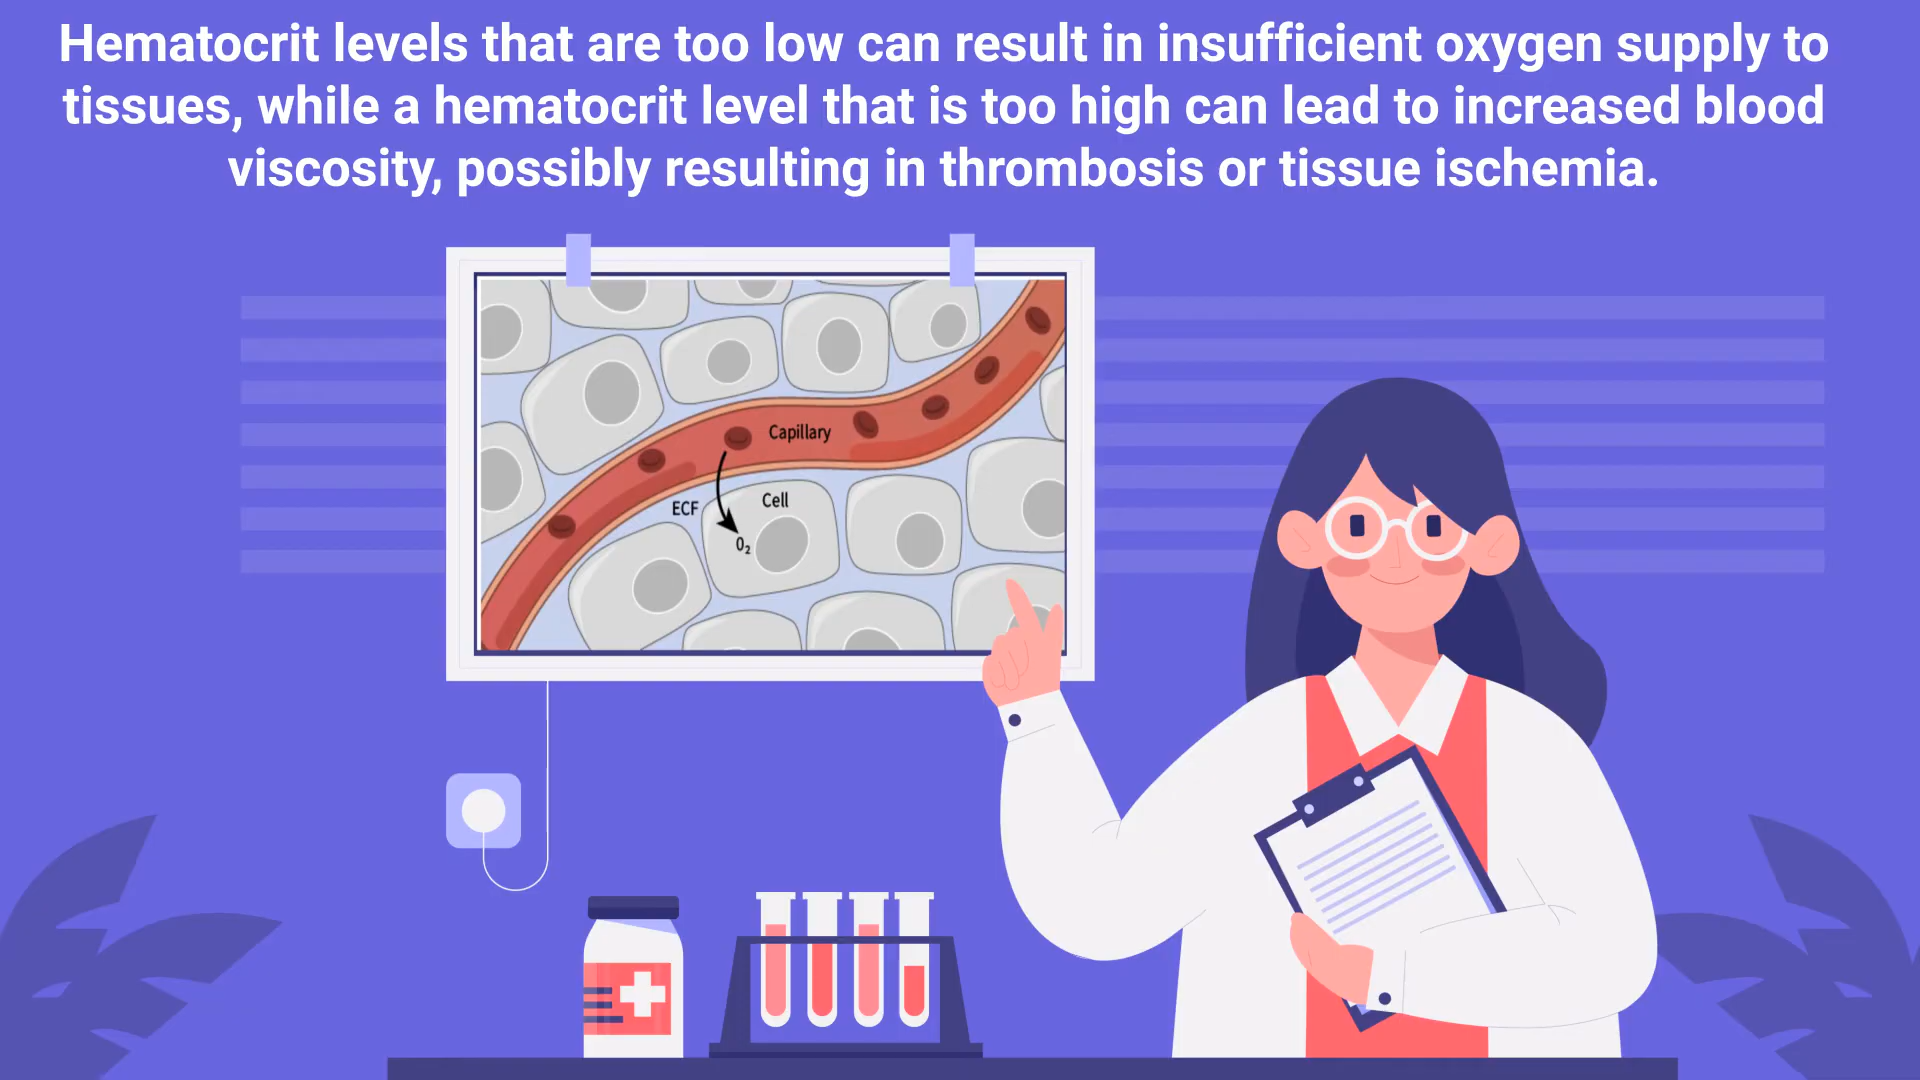 Hematocrit levels that are too low can result in insufficient oxygen supply to
tissues, while a hematocrit level that is too high can lead to increased blood
viscosity, possibly resulting in thrombosis or tissue ischemia.
Capillary
Cell
ECF
O₂